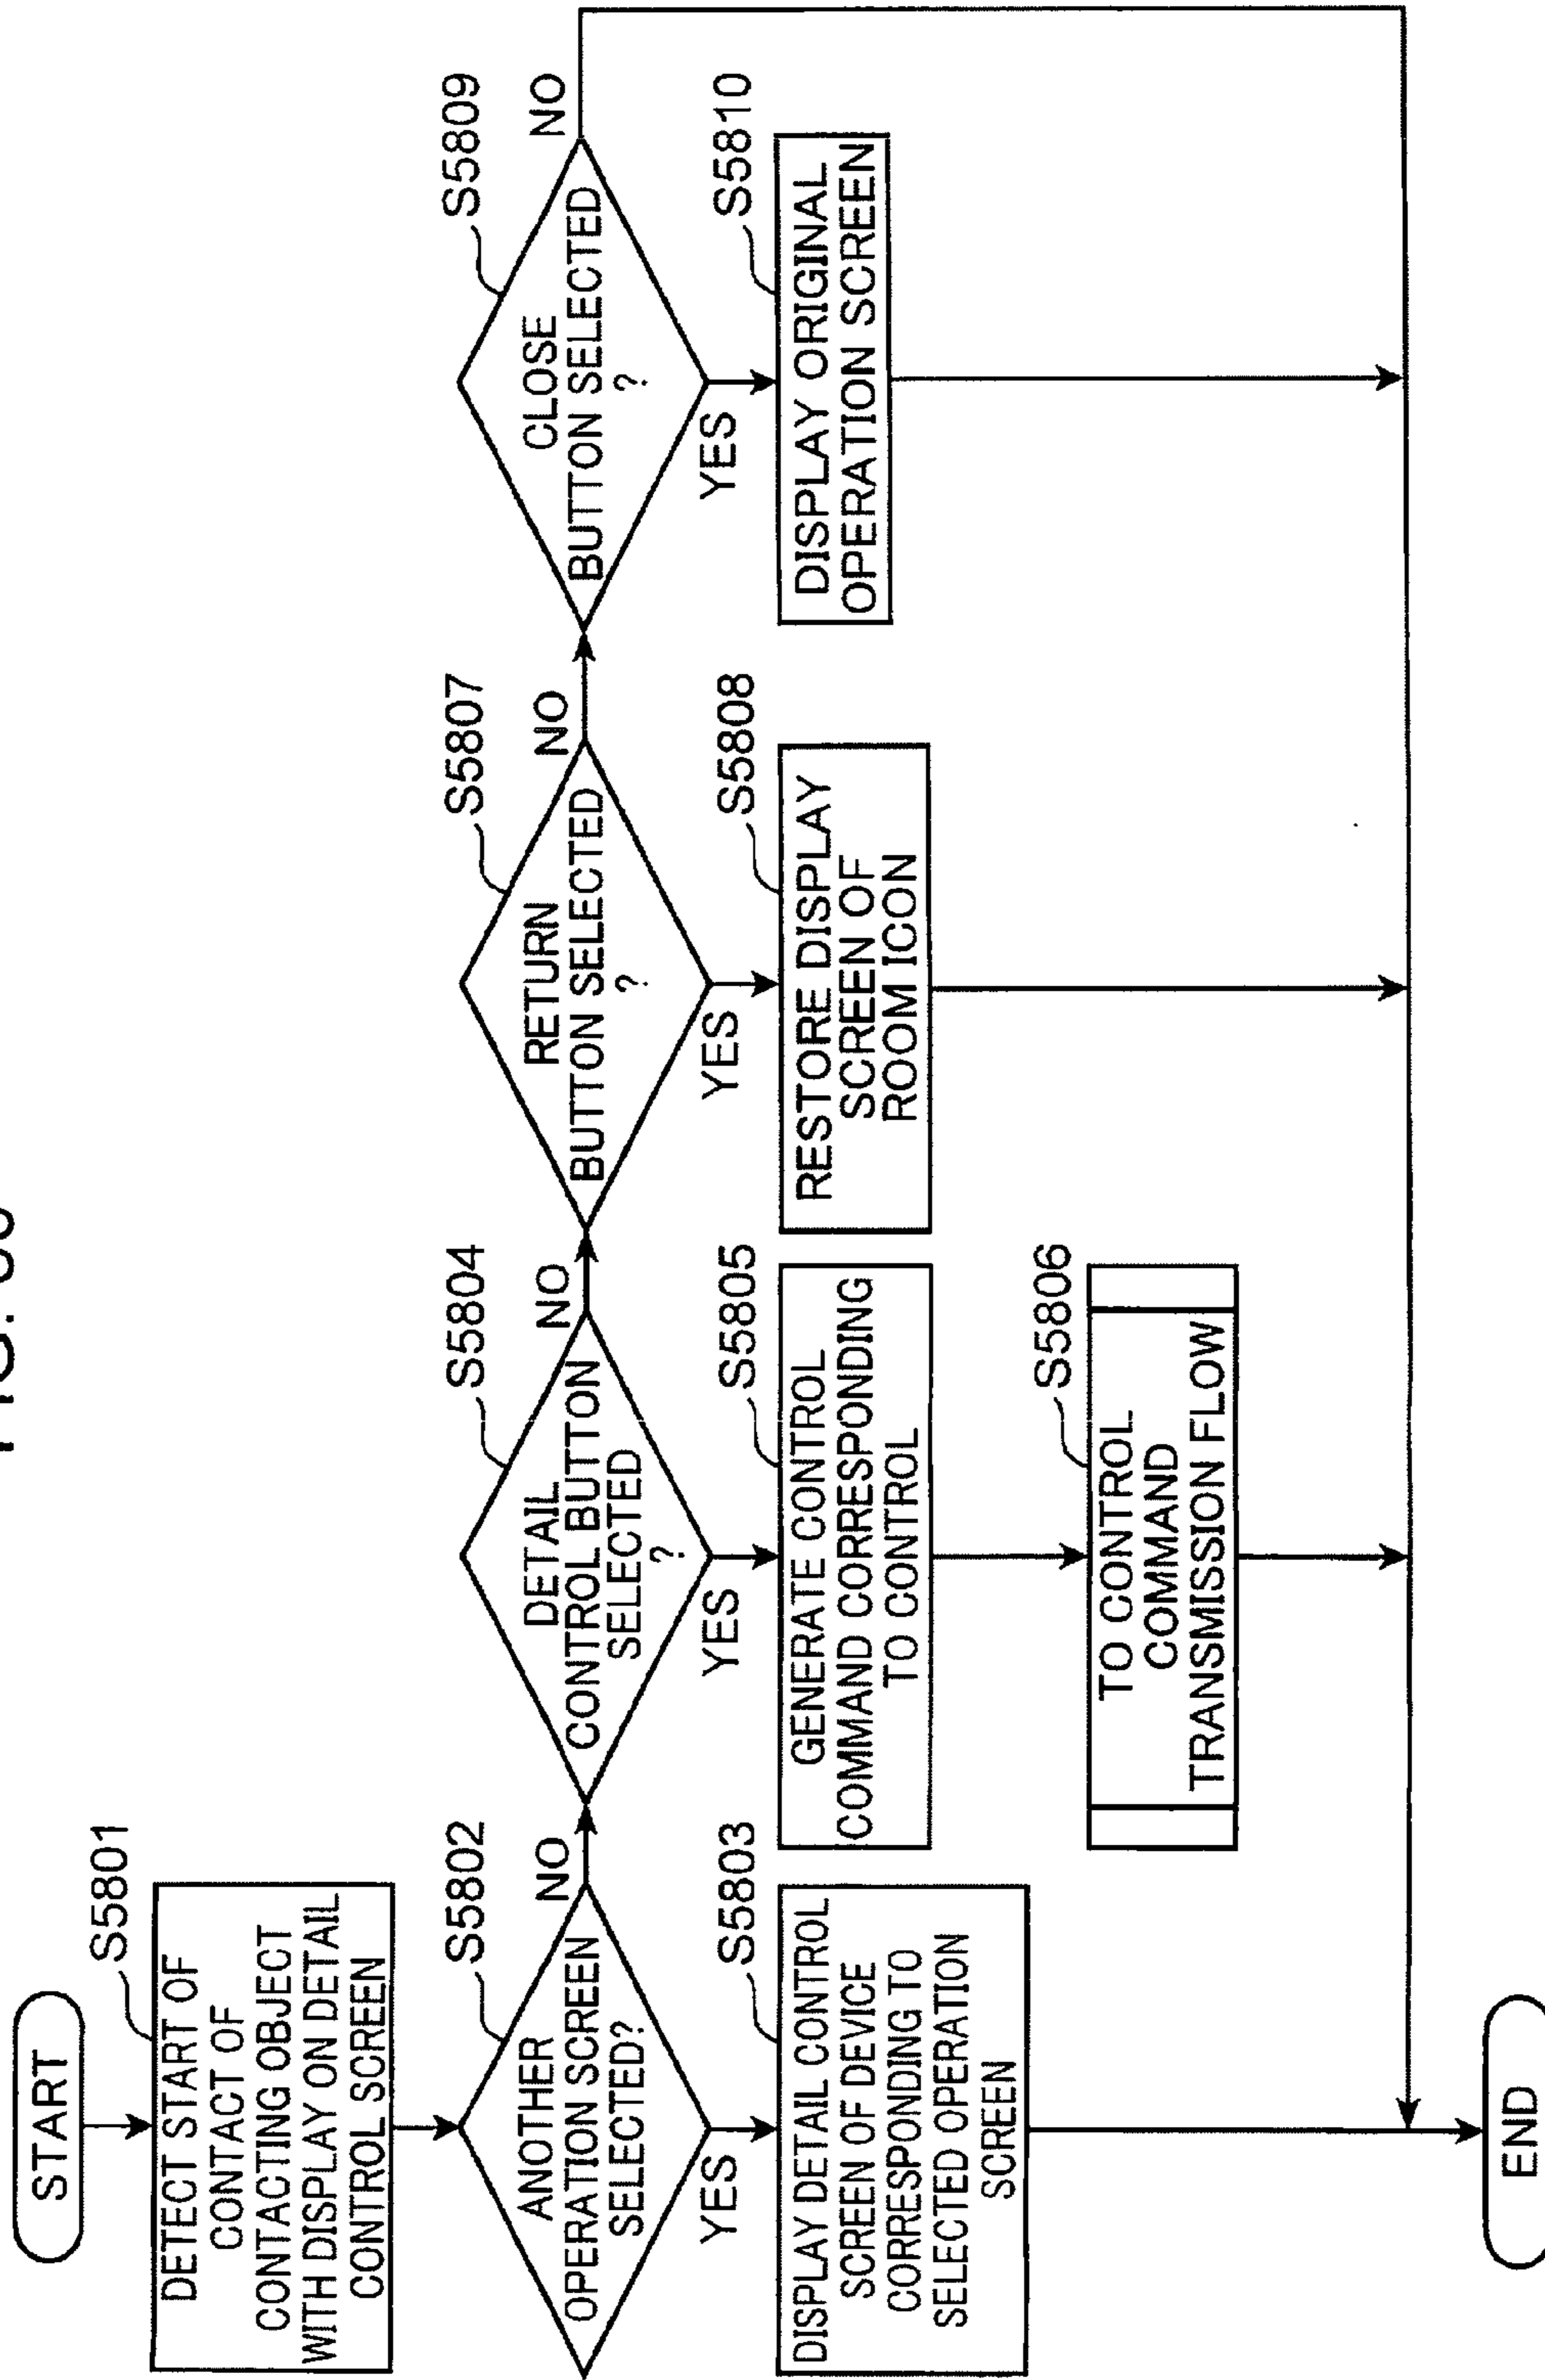 START
S5801
DETECT START OF
CONTACT OF
CONTACTING OBJECT
WITH DISPLAY ON DETAIL
CONTROL SCREEN
S5802
ANOTHER
OPERATION SCREEN
SELECTED?
NO
YES
S5803
DISPLAY DETAIL CONTROL
SCREEN OF DEVICE
CORRESPONDING TO
SELECTED OPERATION
SCREEN
S5804
DETAIL
CONTROL BUTTON
SELECTED
?
NO
YES
S5805
GENERATE CONTROL
COMMAND CORRESPONDING
TO CONTROL
S5806
TO CONTROL
COMMAND
TRANSMISSION FLOW
S5807
RETURN
BUTTON SELECTED
?
NO
YES
S5808
RESTORE DISPLAY
SCREEN OF
ROOM ICON
S5809
CLOSE
BUTTON SELECTED
?
NO
YES
S5810
DISPLAY ORIGINAL
OPERATION SCREEN
END